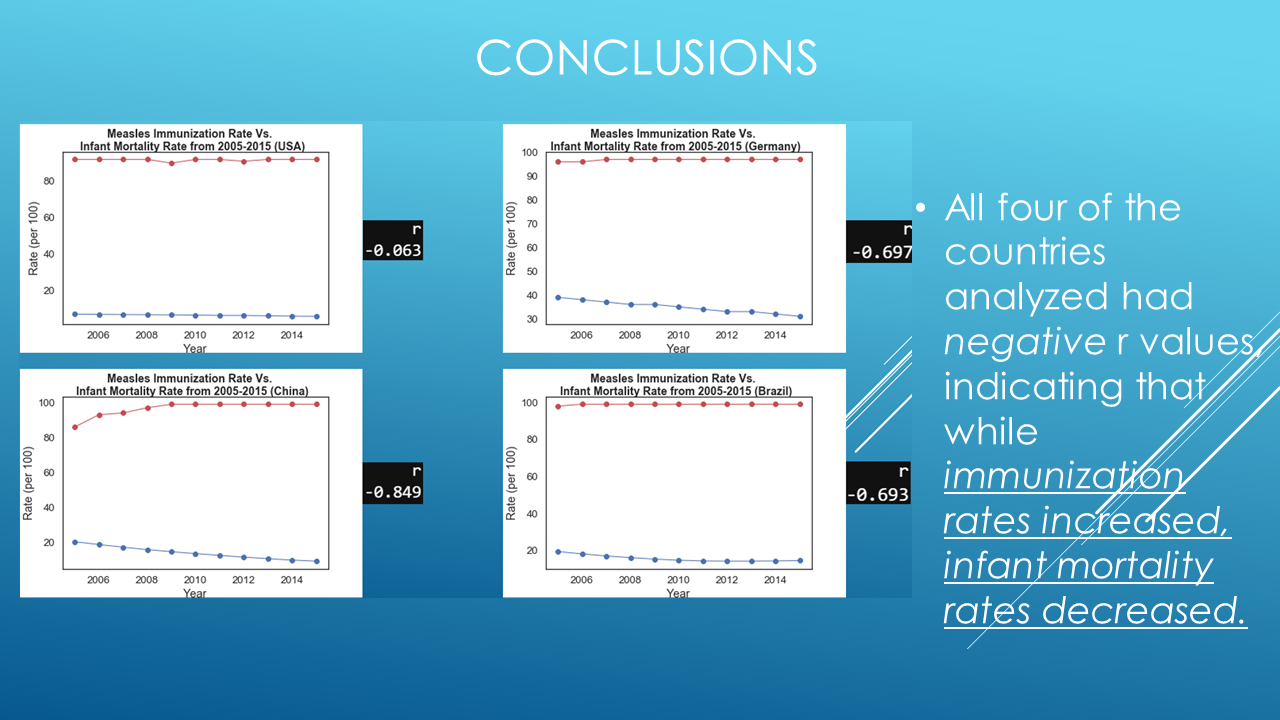 CONCLUSIONS
Measles Immunization Rate Vs.
Infant Mortality Rate from 2005-2015 (USA)
80
60
40
20
Rate (per 100)
2006 2008 2010 2012 2014
Year
r
-0.063
Measles Immunization Rate Vs.
Infant Mortality Rate from 2005-2015 (Germany)
100
90
80
70
60
50
40
30
Rate (per 100)
2006 2008 2010 2012 2014
Year
r
-0.697
Measles Immunization Rate Vs.
Infant Mortality Rate from 2005-2015 (China)
100
80
60
40
20
Rate (per 100)
2006 2008 2010 2012 2014
Year
r
-0.849
Measles Immunization Rate Vs.
Infant Mortality Rate from 2005-2015 (Brazil)
100
80
60
40
20
Rate (per 100)
2006 2008 2010 2012 2014
Year
r
-0.693
• All four of the
countries
analyzed had
negative r values,
indicating that
while
immunization
rates increased,
infant mortality
rates decreased.